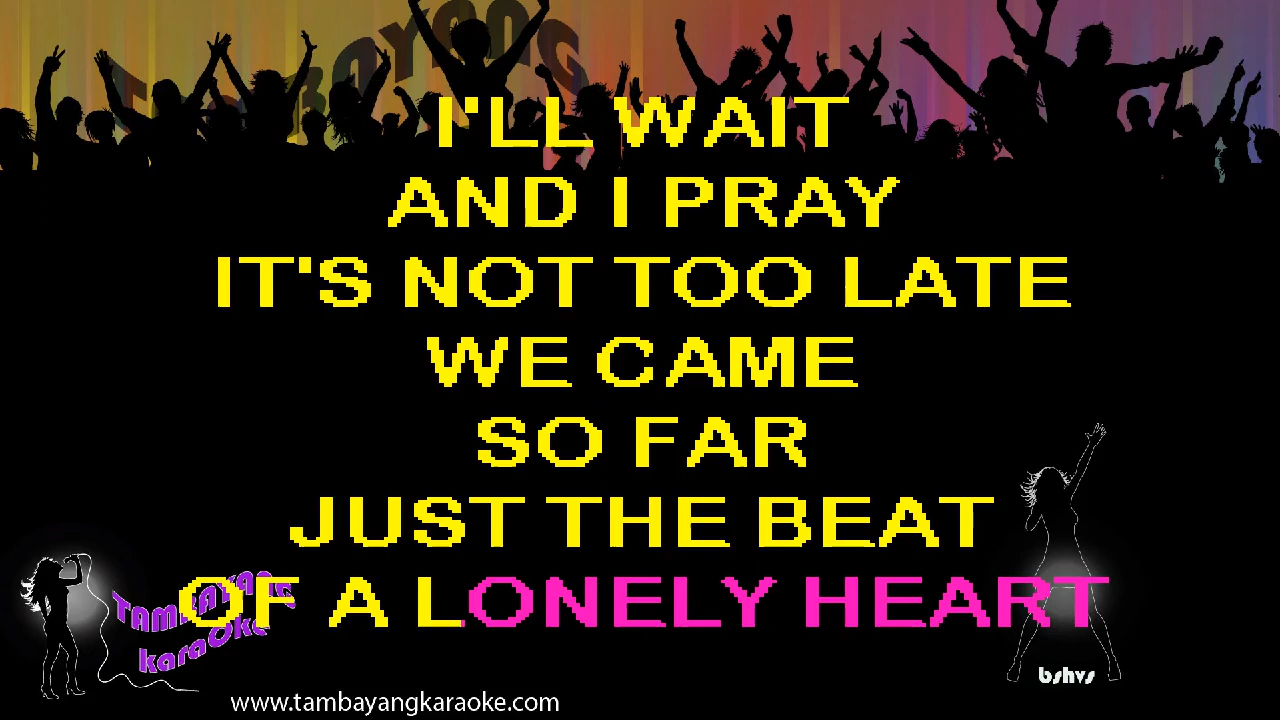 TAMBAYANG
I'LL WAIT
AND I PRAY
IT'S NOT TOO LATE
WE CAME
SO FAR
JUST THE BEAT
OF A LONELY HEART
TAMBAYANG
karaOke
bshvs
www.tambayangkaraoke.com